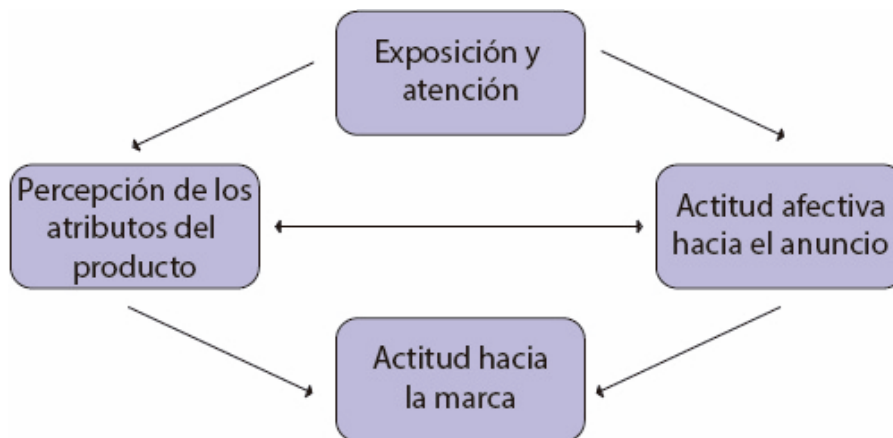 Exposición y
atención
Percepción de los
atributos del
producto
Actitud afectiva
hacia el anuncio
Actitud hacia
la marca